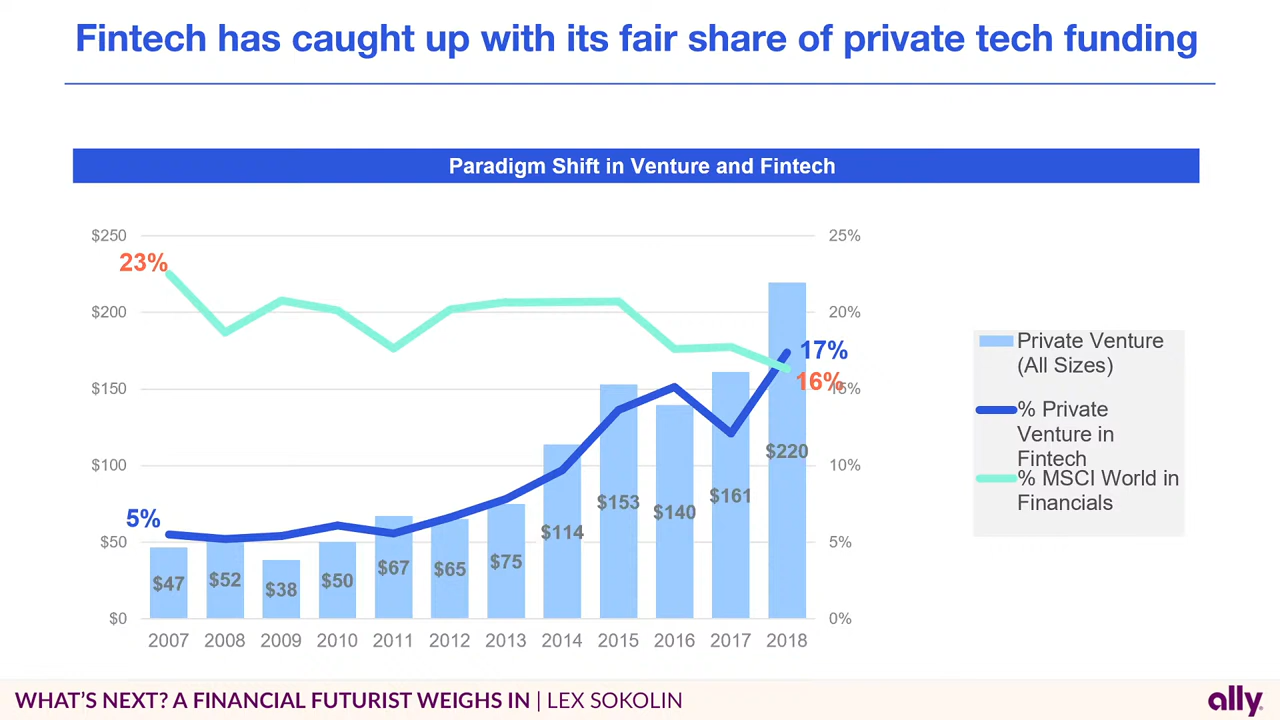 Fintech has caught up with its fair share of private tech funding
Paradigm Shift in Venture and Fintech
$250
$200
$150
$100
$50
$0
25%
20%
15%
10%
5%
0%
23%
5%
17%
16%
$47
$52
$38
$50
$67
$65
$75
$114
$153
$140
$161
$220
2007 2008 2009 2010 2011 2012 2013 2014 2015 2016 2017 2018
Private Venture
(All Sizes)
% Private
Venture in
Fintech
% MSCI World in
Financials
WHAT'S NEXT? A FINANCIAL FUTURIST WEIGHS IN | LEX SOKOLIN
ally